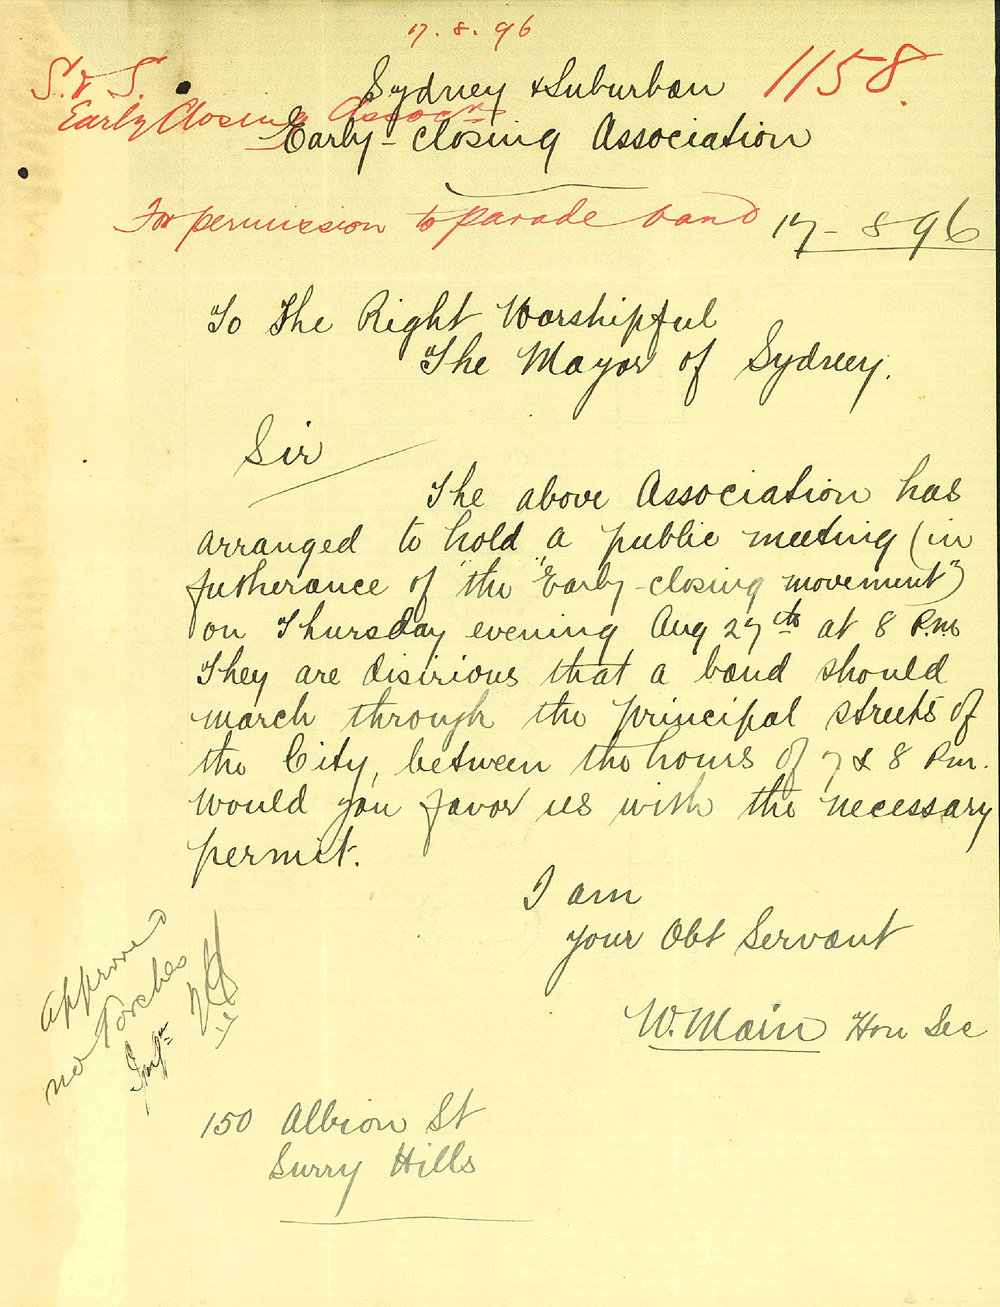 17.8.96
S. & S.
Early Closing Assocn
1158.
Sydney & Suburban
Early-closing Association
For permission to parade band
17-8 96
To The Right Worshipful
The Mayor of Sydney.
Sir
The above Association has
arranged to hold a public meeting (in
futherance of "the "Early-closing movement")
on Thursday evening Aug 27th at 8 P.m.
They are disirious that a band should
march through the principal streets of
the City, between the hours of 7 & 8 Pm.
would you favor us with the necessary
permit.
I am
your Obt Servant
W. Main Hon Sec
Approved
no Torches
150 Albion St
Surry Hills